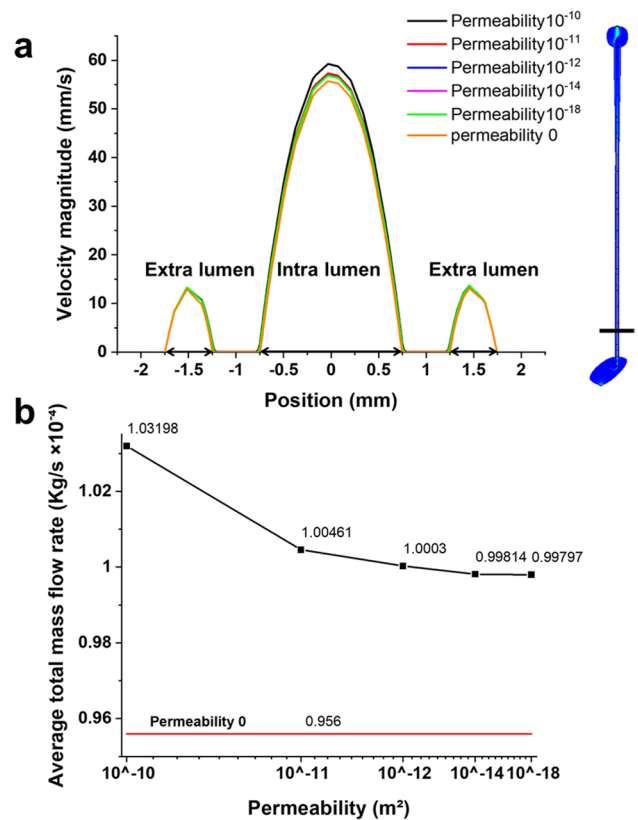 a
Permeability10⁻¹⁰
Permeability10⁻¹¹
Permeability10⁻¹²
Permeability10⁻¹⁴
Permeability10⁻¹⁸
permeability 0
Velocity magnitude (mm/s)
60
50
40
30
20
10
0
Extra lumen
Intra lumen
Extra lumen
-2 -1.5 -1 -0.5 0 0.5 1 1.5 2
Position (mm)
b
Average total mass flow rate (Kg/s ×10⁻⁴)
1.02
1
0.98
0.96
1.03198
1.00461
1.0003
0.99814 0.99797
Permeability 0 0.956
10^-10 10^-11 10^-12 10^-14 10^-18
Permeability (m²)